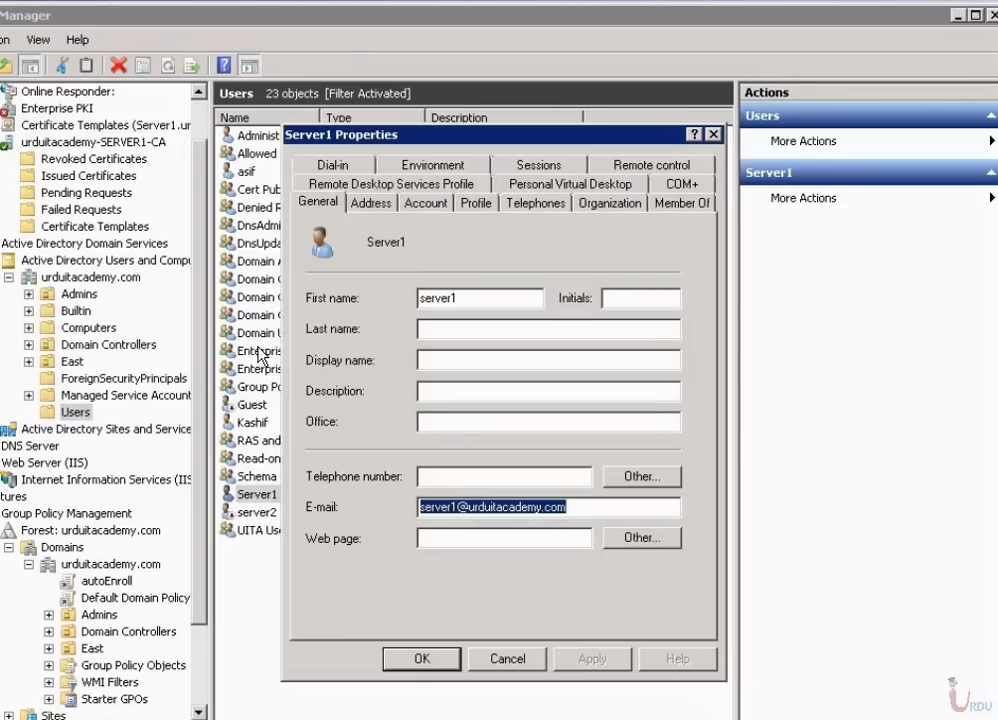 Manager
on View Help
Online Responder:
Enterprise PKI
Certificate Templates (Server1.ur
urduitacademy-SERVER1-CA
Revoked Certificates
Issued Certificates
Pending Requests
Failed Requests
Certificate Templates
Active Directory Domain Services
Active Directory Users and Compu
urduitacademy.com
Admins
Builtin
Computers
Domain Controllers
East
ForeignSecurityPrincipals
Managed Service Account
Users
Active Directory Sites and Service
DNS Server
Web Server (IIS)
Internet Information Services (IIS
tures
Group Policy Management
Forest: urduitacademy.com
Domains
urduitacademy.com
autoEnroll
Default Domain Policy
Admins
Domain Controllers
East
Group Policy Objects
WMI Filters
Starter GPOs
Sites
Users 23 objects [Filter Activated]
Name Type Description
Administ
Allowed
asif
Cert Pub
Denied R
DnsAdmi
DnsUpda
Domain A
Domain C
Domain C
Domain C
Domain U
Enterpris
Enterpris
Group Po
Guest
Kashif
RAS and
Read-on
Schema
Server1
server2
UITA Use
Server1 Properties
Dial-in Environment Sessions Remote control
Remote Desktop Services Profile Personal Virtual Desktop COM+
General Address Account Profile Telephones Organization Member Of
Server1
First name: server1 Initials:
Last name:
Display name:
Description:
Office:
Telephone number: Other...
E-mail: server1@urduitacademy.com
Web page: Other...
OK Cancel Apply Help
Actions
Users
More Actions
Server1
More Actions
URDU